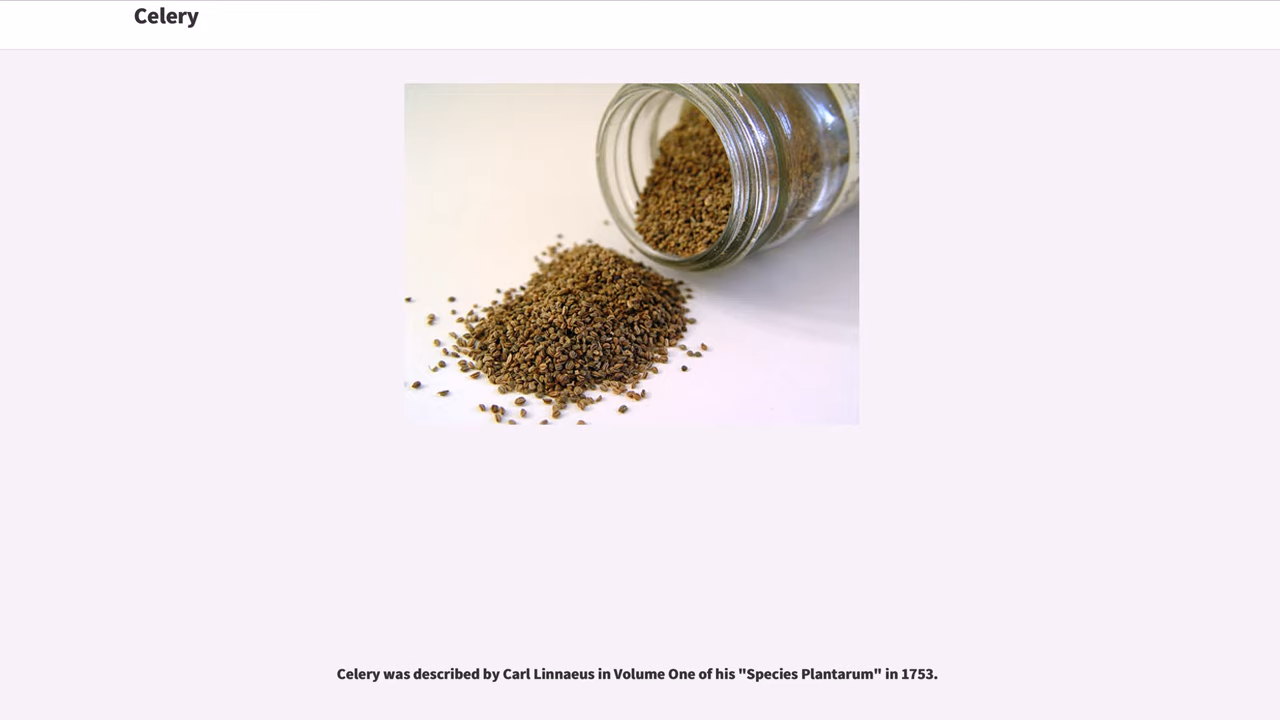 Celery
Celery was described by Carl Linnaeus in Volume One of his "Species Plantarum" in 1753.